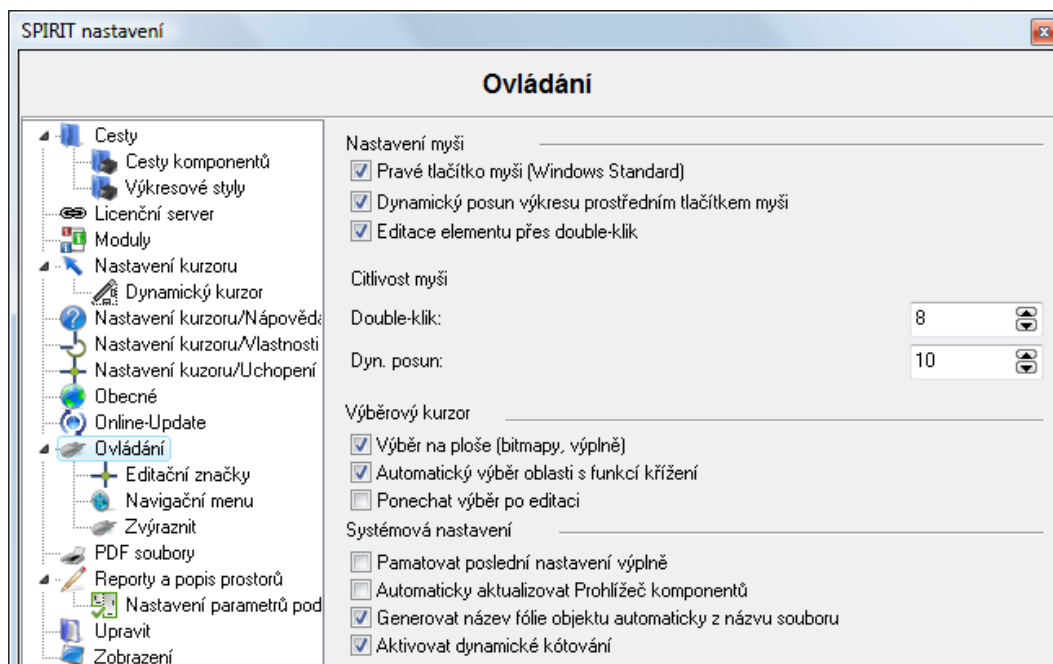 SPIRIT nastavení
Ovládání
Cesty
Cesty komponentů
Výkresové styly
Licenční server
Moduly
Nastavení kurzoru
Dynamický kurzor
Nastavení kurzoru/Nápověda
Nastavení kurzoru/Vlastnosti
Nastavení kuzoru/Uchopení
Obecné
Online-Update
Ovládání
Editační značky
Navigační menu
Zvýraznit
PDF soubory
Reporty a popis prostorů
Nastavení parametrů pod
Upravit
Zobrazení
Nastavení myši
Pravé tlačítko myši (Windows Standard)
Dynamický posun výkresu prostředním tlačítkem myši
Editace elementu přes double-klik
Citlivost myši
Double-klik: 8
Dyn. posun: 10
Výběrový kurzor
Výběr na ploše (bitmapy, výplně)
Automatický výběr oblasti s funkcí křížení
Ponechat výběr po editaci
Systémová nastavení
Pamatovat poslední nastavení výplně
Automaticky aktualizovat Prohlížeč komponentů
Generovat název fólie objektu automaticky z názvu souboru
Aktivovat dynamické kótování